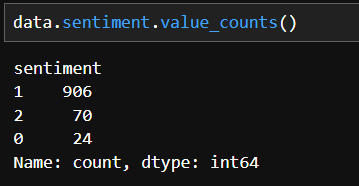 data.sentiment.value_counts()
sentiment
1    906
2     70
0     24
Name: count, dtype: int64